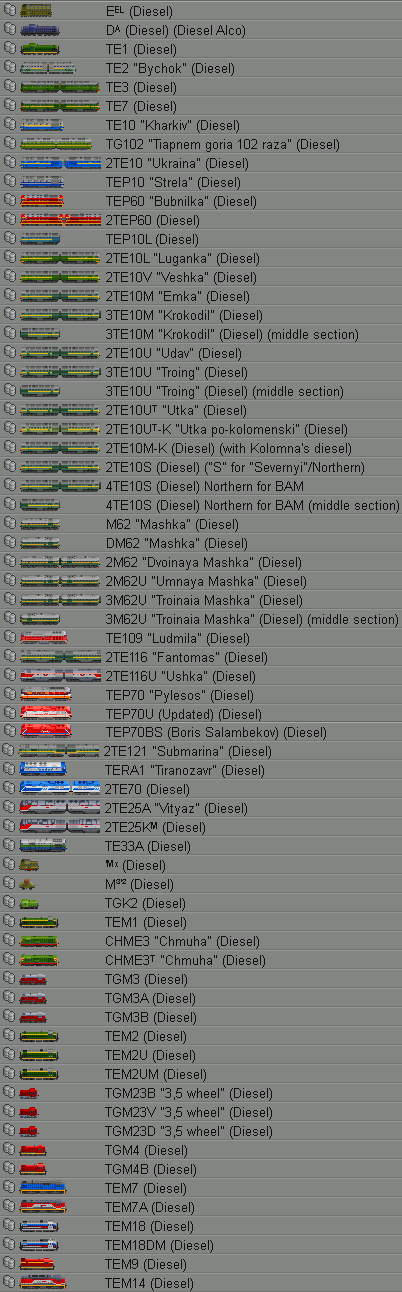 Eᴱᴸ (Diesel)
Dᴬ (Diesel) (Diesel Alco)
TE1 (Diesel)
TE2 "Bychok" (Diesel)
TE3 (Diesel)
TE7 (Diesel)
TE10 "Kharkiv" (Diesel)
TG102 "Tiapnem goria 102 raza" (Diesel)
2TE10 "Ukraina" (Diesel)
TEP10 "Strela" (Diesel)
TEP60 "Bubnilka" (Diesel)
2TEP60 (Diesel)
TEP10L (Diesel)
2TE10L "Luganka" (Diesel)
2TE10V "Veshka" (Diesel)
2TE10M "Emka" (Diesel)
3TE10M "Krokodil" (Diesel)
3TE10M "Krokodil" (Diesel) (middle section)
2TE10U "Udav" (Diesel)
3TE10U "Troing" (Diesel)
3TE10U "Troing" (Diesel) (middle section)
2TE10Uᵀ "Utka" (Diesel)
2TE10Uᵀ-K "Utka po-kolomenski" (Diesel)
2TE10M-K (Diesel) (with Kolomna's diesel)
2TE10S (Diesel) ("S" for "Severnyi"/Northern)
4TE10S (Diesel) Northern for BAM
4TE10S (Diesel) Northern for BAM (middle section)
M62 "Mashka" (Diesel)
DM62 "Mashka" (Diesel)
2M62 "Dvoinaya Mashka" (Diesel)
2M62U "Umnaya Mashka" (Diesel)
3M62U "Troinaia Mashka" (Diesel)
3M62U "Troinaia Mashka" (Diesel) (middle section)
TE109 "Ludmila" (Diesel)
2TE116 "Fantomas" (Diesel)
2TE116U "Ushka" (Diesel)
TEP70 "Pylesos" (Diesel)
TEP70U (Updated) (Diesel)
TEP70BS (Boris Salambekov) (Diesel)
2TE121 "Submarina" (Diesel)
TERA1 "Tiranozavr" (Diesel)
2TE70 (Diesel)
2TE25A "Vityaz" (Diesel)
2TE25Kᴹ (Diesel)
TE33A (Diesel)
(Diesel)
(Diesel)
TGK2 (Diesel)
TEM1 (Diesel)
CHME3 "Chmuha" (Diesel)
CHME3ᵀ "Chmuha" (Diesel)
TGM3 (Diesel)
TGM3A (Diesel)
TGM3B (Diesel)
TEM2 (Diesel)
TEM2U (Diesel)
TEM2UM (Diesel)
TGM23B "3,5 wheel" (Diesel)
TGM23V "3,5 wheel" (Diesel)
TGM23D "3,5 wheel" (Diesel)
TGM4 (Diesel)
TGM4B (Diesel)
TEM7 (Diesel)
TEM7A (Diesel)
TEM18 (Diesel)
TEM18DM (Diesel)
TEM9 (Diesel)
TEM14 (Diesel)